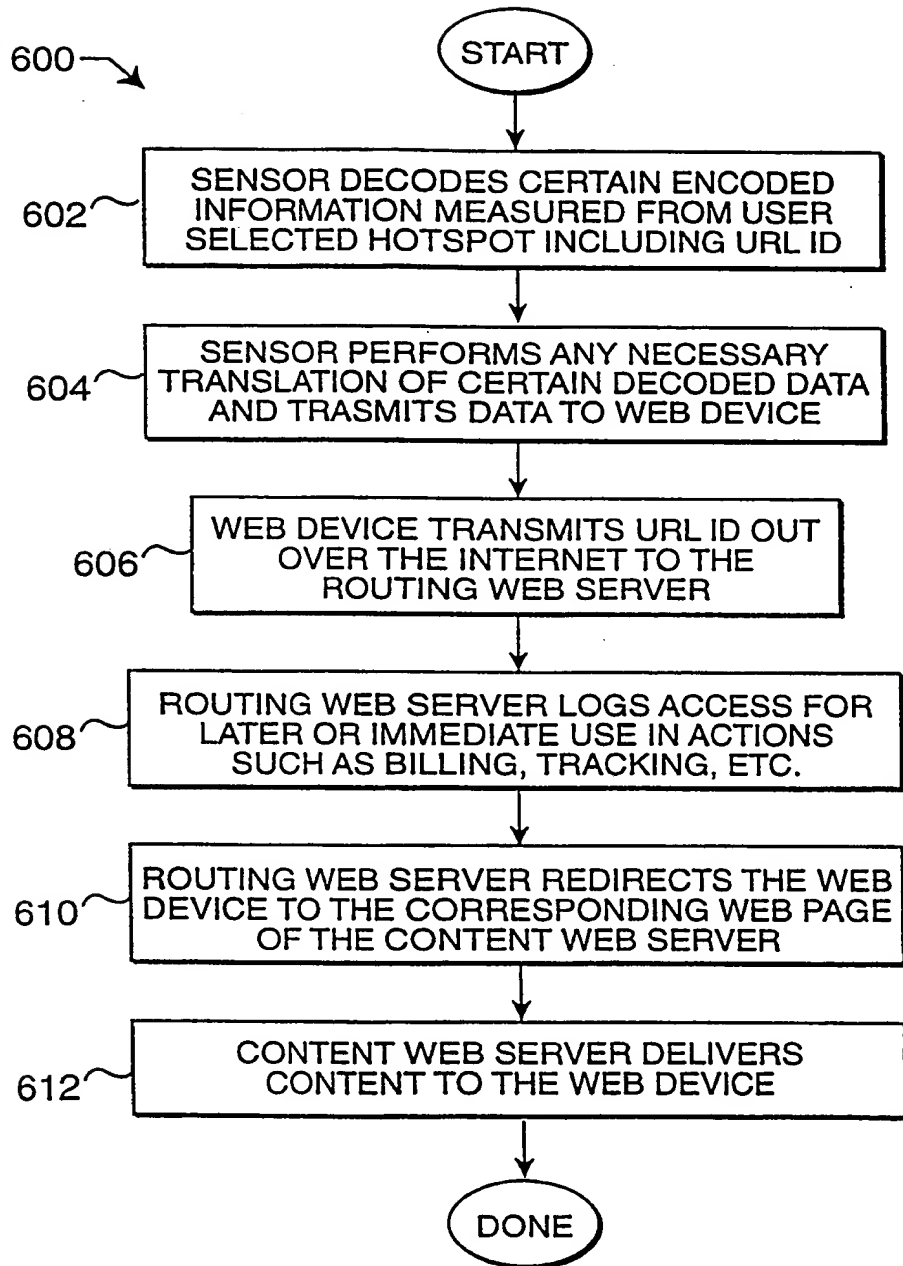 600
START
602
SENSOR DECODES CERTAIN ENCODED
INFORMATION MEASURED FROM USER
SELECTED HOTSPOT INCLUDING URL ID
604
SENSOR PERFORMS ANY NECESSARY
TRANSLATION OF CERTAIN DECODED DATA
AND TRASMITS DATA TO WEB DEVICE
606
WEB DEVICE TRANSMITS URL ID OUT
OVER THE INTERNET TO THE
ROUTING WEB SERVER
608
ROUTING WEB SERVER LOGS ACCESS FOR
LATER OR IMMEDIATE USE IN ACTIONS
SUCH AS BILLING, TRACKING, ETC.
610
ROUTING WEB SERVER REDIRECTS THE WEB
DEVICE TO THE CORRESPONDING WEB PAGE
OF THE CONTENT WEB SERVER
612
CONTENT WEB SERVER DELIVERS
CONTENT TO THE WEB DEVICE
DONE